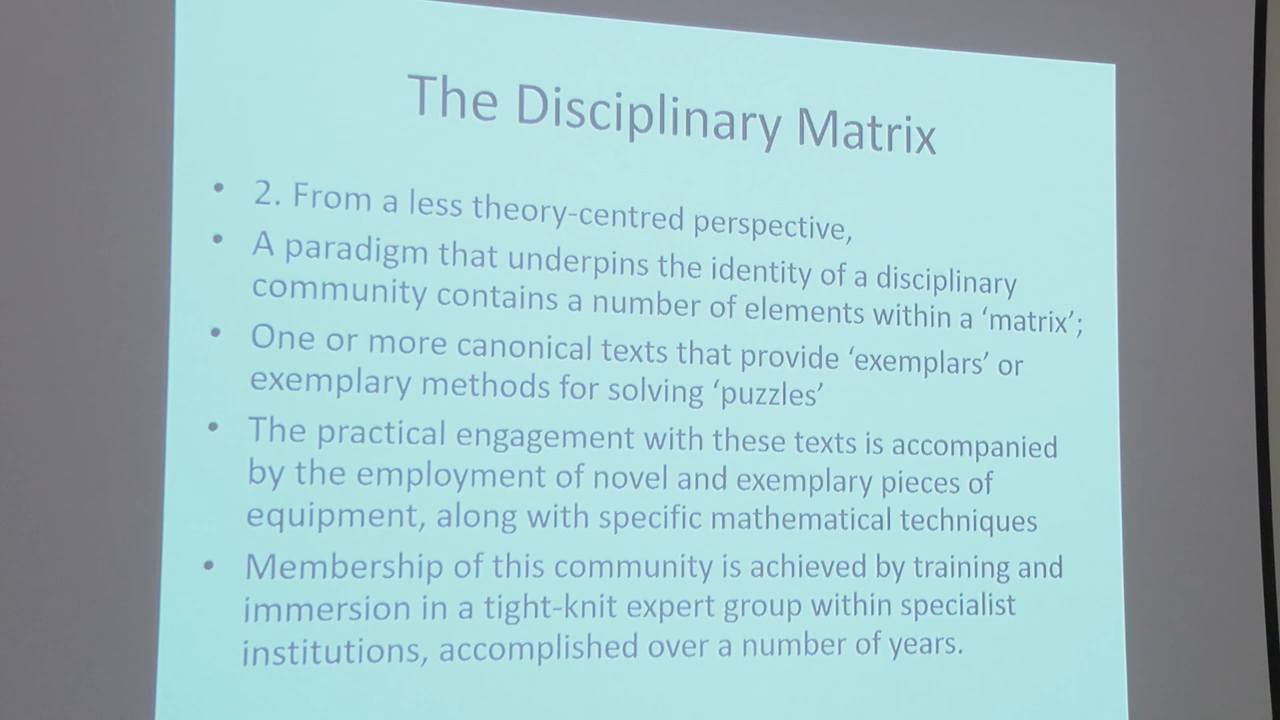 The Disciplinary Matrix
• 2. From a less theory-centred perspective,
• A paradigm that underpins the identity of a disciplinary
community contains a number of elements within a ‘matrix’;
• One or more canonical texts that provide ‘exemplars’ or
exemplary methods for solving ‘puzzles’
• The practical engagement with these texts is accompanied
by the employment of novel and exemplary pieces of
equipment, along with specific mathematical techniques
• Membership of this community is achieved by training and
immersion in a tight-knit expert group within specialist
institutions, accomplished over a number of years.